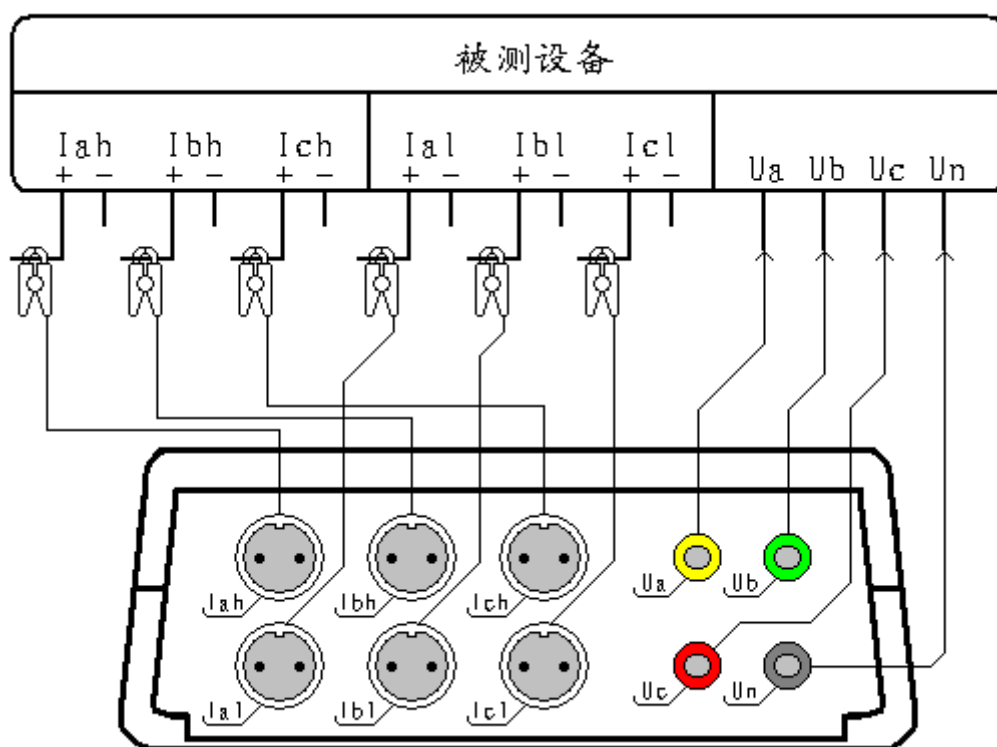 被测设备
Iah Ibh Ich Ial Ibl Icl Ua Ub Uc Un
+ − + − + − + − + − + −
Iah Ibh Ich Ua Ub
Ial Ibl Icl Uc Un